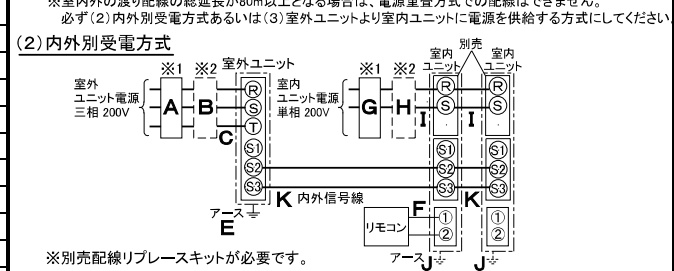 ※室内外の渡り配線の総延長が80m以上となる場合は、電源重畳方式での配線はできません。
必ず(2)内外別受電方式あるいは(3)室外ユニットより室内ユニットに電源を供給する方式にしてください。
(2)内外別受電方式
※1 ※2 室外ユニット
※1 ※2 室内ユニット 別売 室内ユニット
室外
ユニット電源
三相 200V
A B C
R
S
T
S1
S2
S3
アース
E
室内
ユニット電源
単相 200V
G H I I
R
S
S1
S2
S3
R
S
S1
S2
S3
K 内外信号線
K
リモコン
F
①
②
①
②
アース J J
※別売配線リプレースキットが必要です。